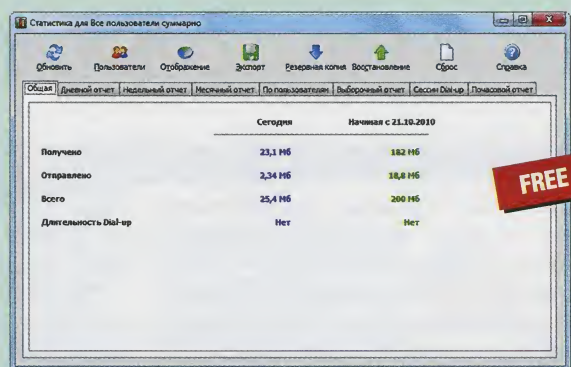 Статистика для Все пользователи суммарно
Обновить Пользователи Отображение Экспорт Резервная копия Восстановление Сброс Справка
Общая Дневной отчет Недельный отчет Месячный отчет По пользователям Выборочный отчет Сессии Dial-up Почасовой отчет
Сегодня Начиная с 21.10.2010
Получено 23,1 Мб 182 Мб
Отправлено 2,34 Мб 18,8 Мб
Всего 25,4 Мб 200 Мб
Длительность Dial-up Нет Нет
FREE